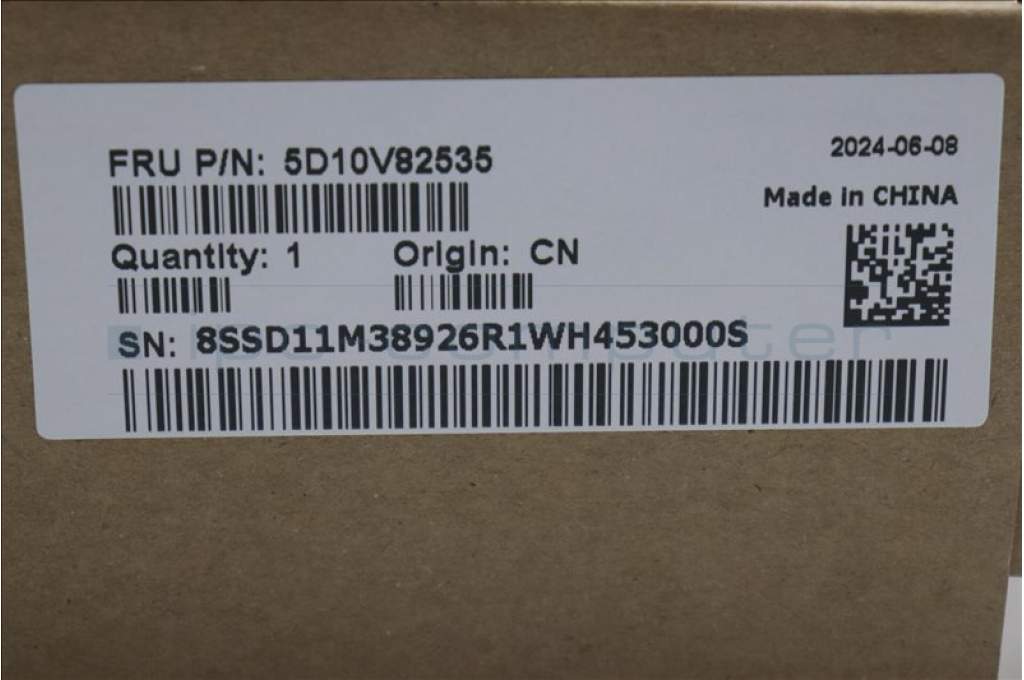 FRU P/N: 5D10V82535
2024-06-08
Made in CHINA
Quantity: 1
Origin: CN
SN: 8SSD11M38926R1WH453000S